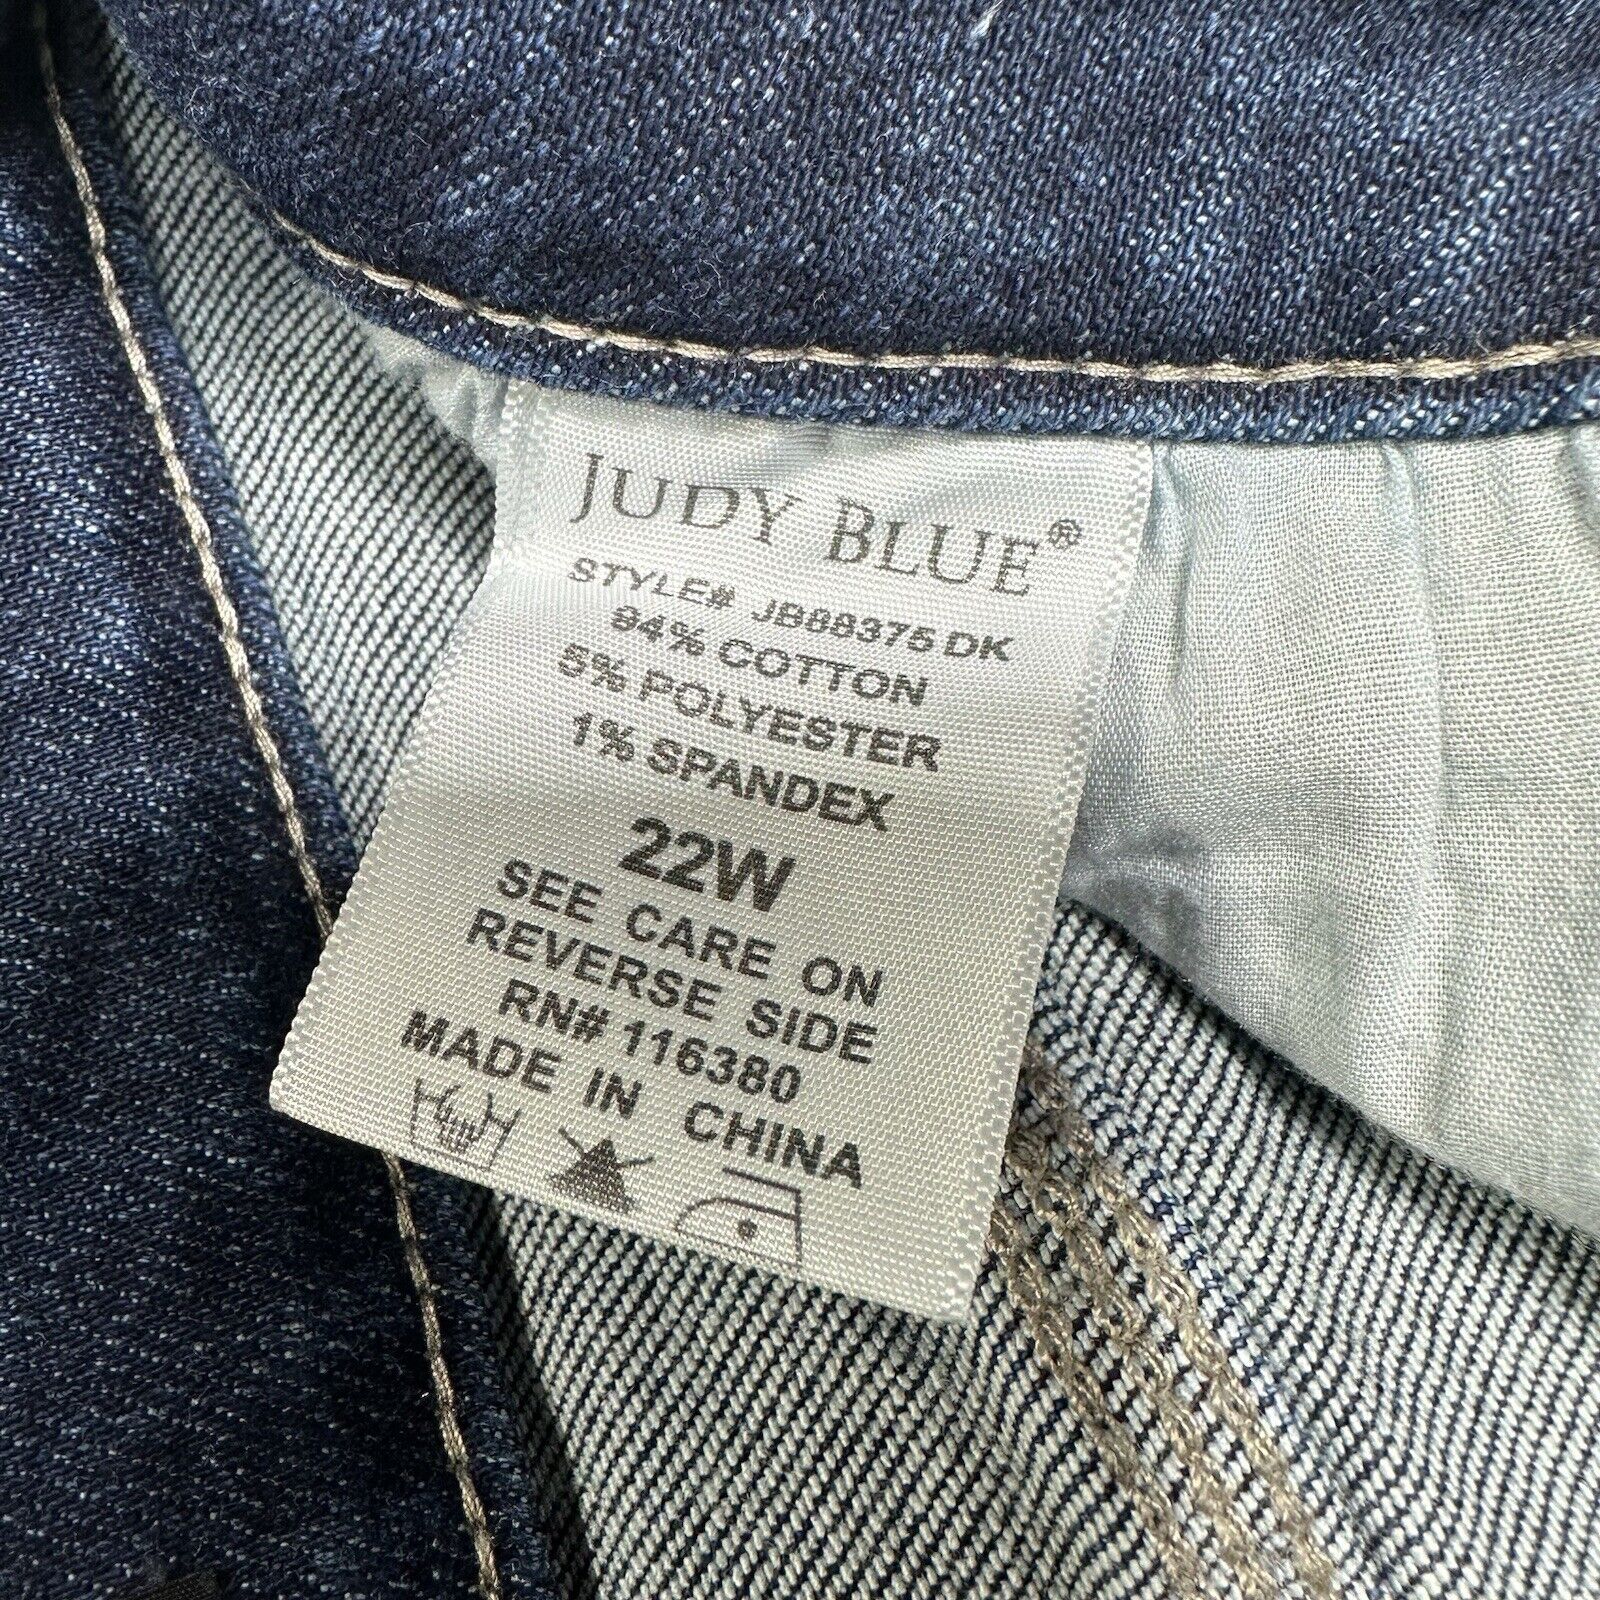 JUDY BLUE®
STYLE# JB88375 DK
94% COTTON
5% POLYESTER
1% SPANDEX
22W
SEE CARE ON
REVERSE SIDE
RN# 116380
MADE IN CHINA